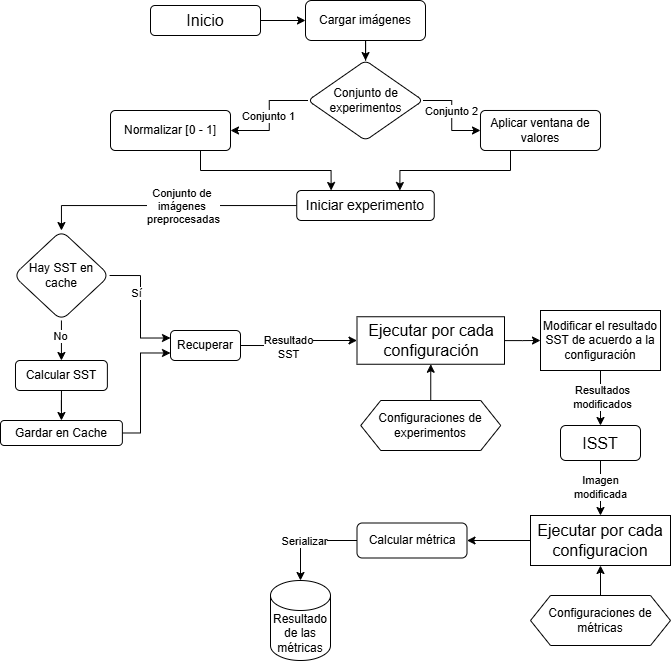 Inicio
Cargar imágenes
Conjunto de
experimentos
Conjunto 1
Conjunto 2
Normalizar [0 - 1]
Aplicar ventana de
valores
Iniciar experimento
Conjunto de
imágenes
preprocesadas
Hay SST en
cache
Sí
No
Calcular SST
Gardar en Cache
Recuperar
Resultado
SST
Ejecutar por cada
configuración
Configuraciones de
experimentos
Modificar el resultado
SST de acuerdo a la
configuración
Resultados
modificados
ISST
Imagen
modificada
Ejecutar por cada
configuracion
Configuraciones de
métricas
Calcular métrica
Serializar
Resultado
de las
métricas